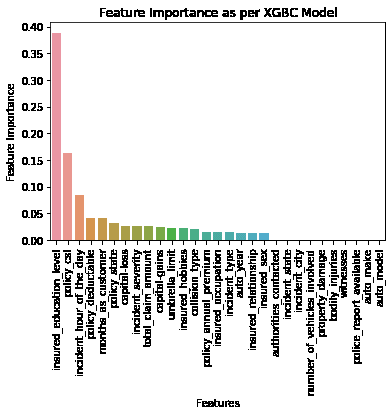 Feature Importance as per XGBC Model
Feature Importance
0.40
0.35
0.30
0.25
0.20
0.15
0.10
0.05
0.00
insured_education_level
policy_csl
incident_hour_of_the_day
policy_deductable
months_as_customer
policy_state
capital-loss
incident_severity
total_claim_amount
capital-gains
umbrella_limit
insured_hobbies
collision_type
policy_annual_premium
insured_occupation
incident_type
auto_year
insured_relationship
insured_sex
authorities_contacted
incident_state
incident_city
number_of_vehicles_involved
property_damage
bodily_injuries
witnesses
police_report_available
auto_make
auto_model
Features